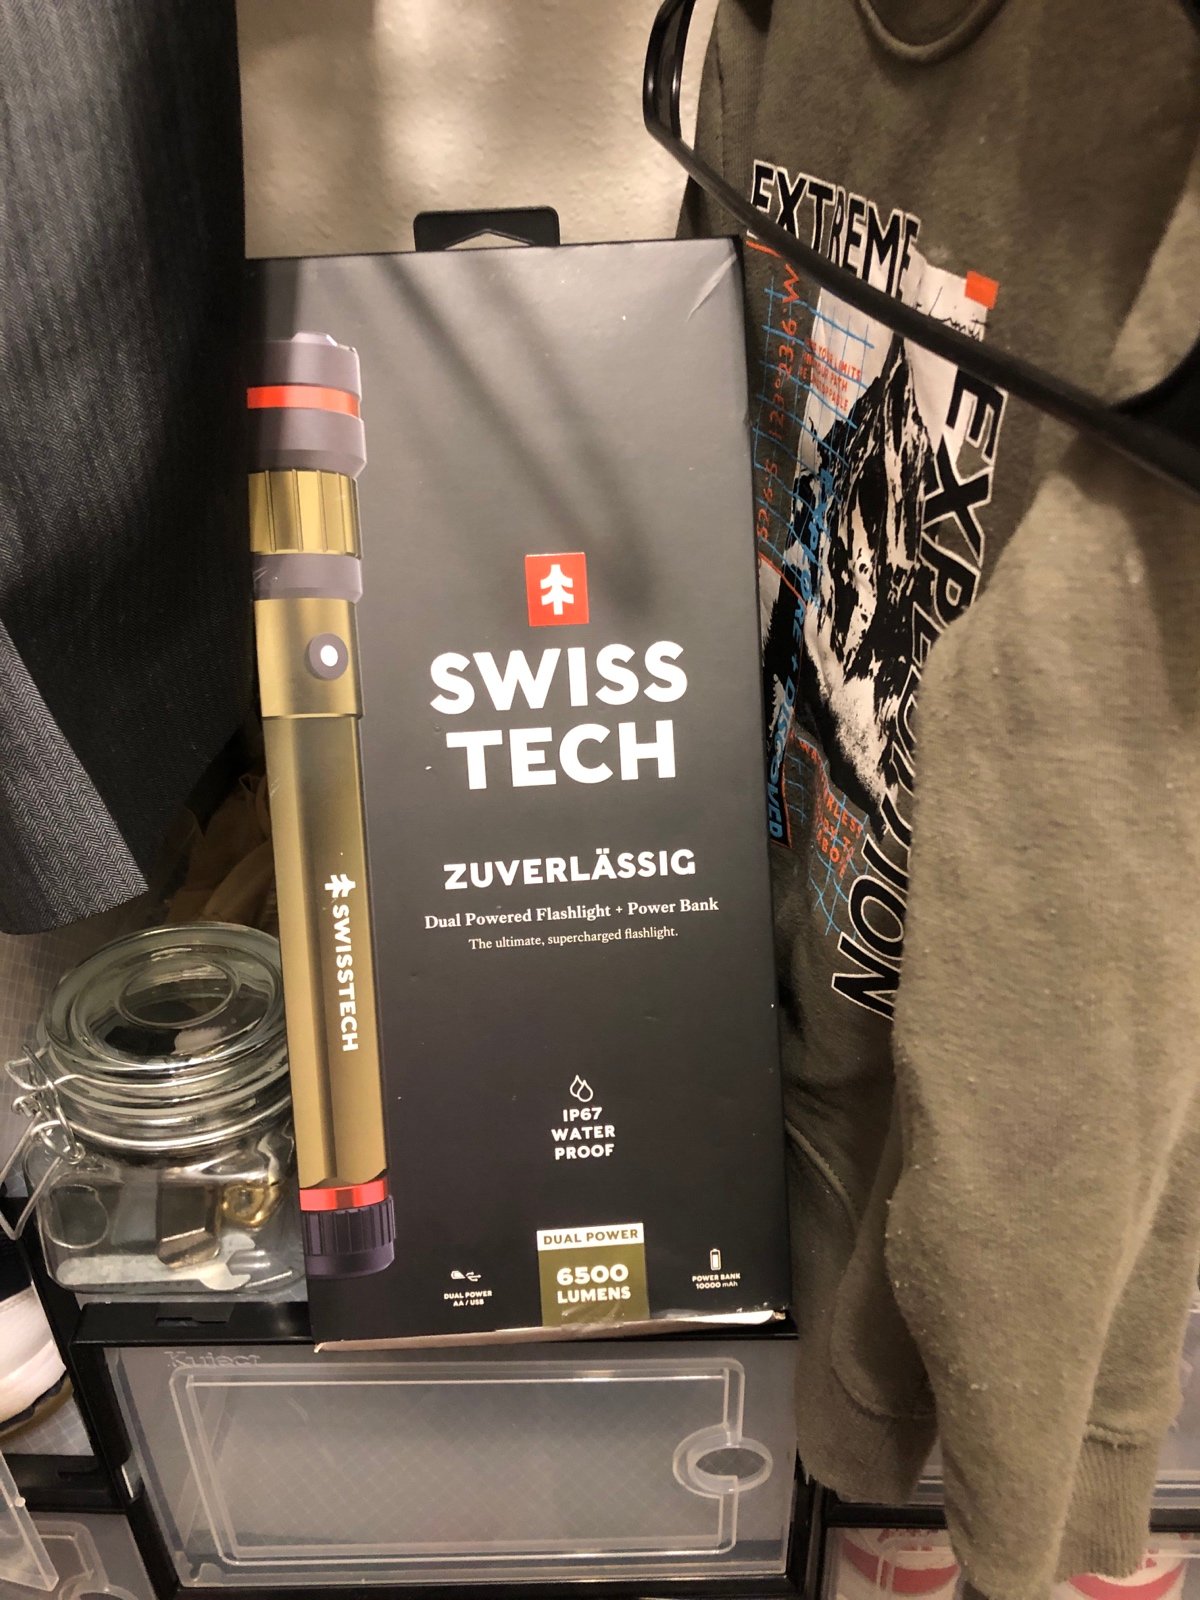 SWISS
TECH
ZUVERLÄSSIG
Dual Powered Flashlight + Power Bank
The ultimate, supercharged flashlight.
IP67
WATER
PROOF
DUAL POWER
AA / USB
DUAL POWER
6500
LUMENS
POWER BANK
10000 mAh
SWISSTECH
EXTREME
EXPEDITION